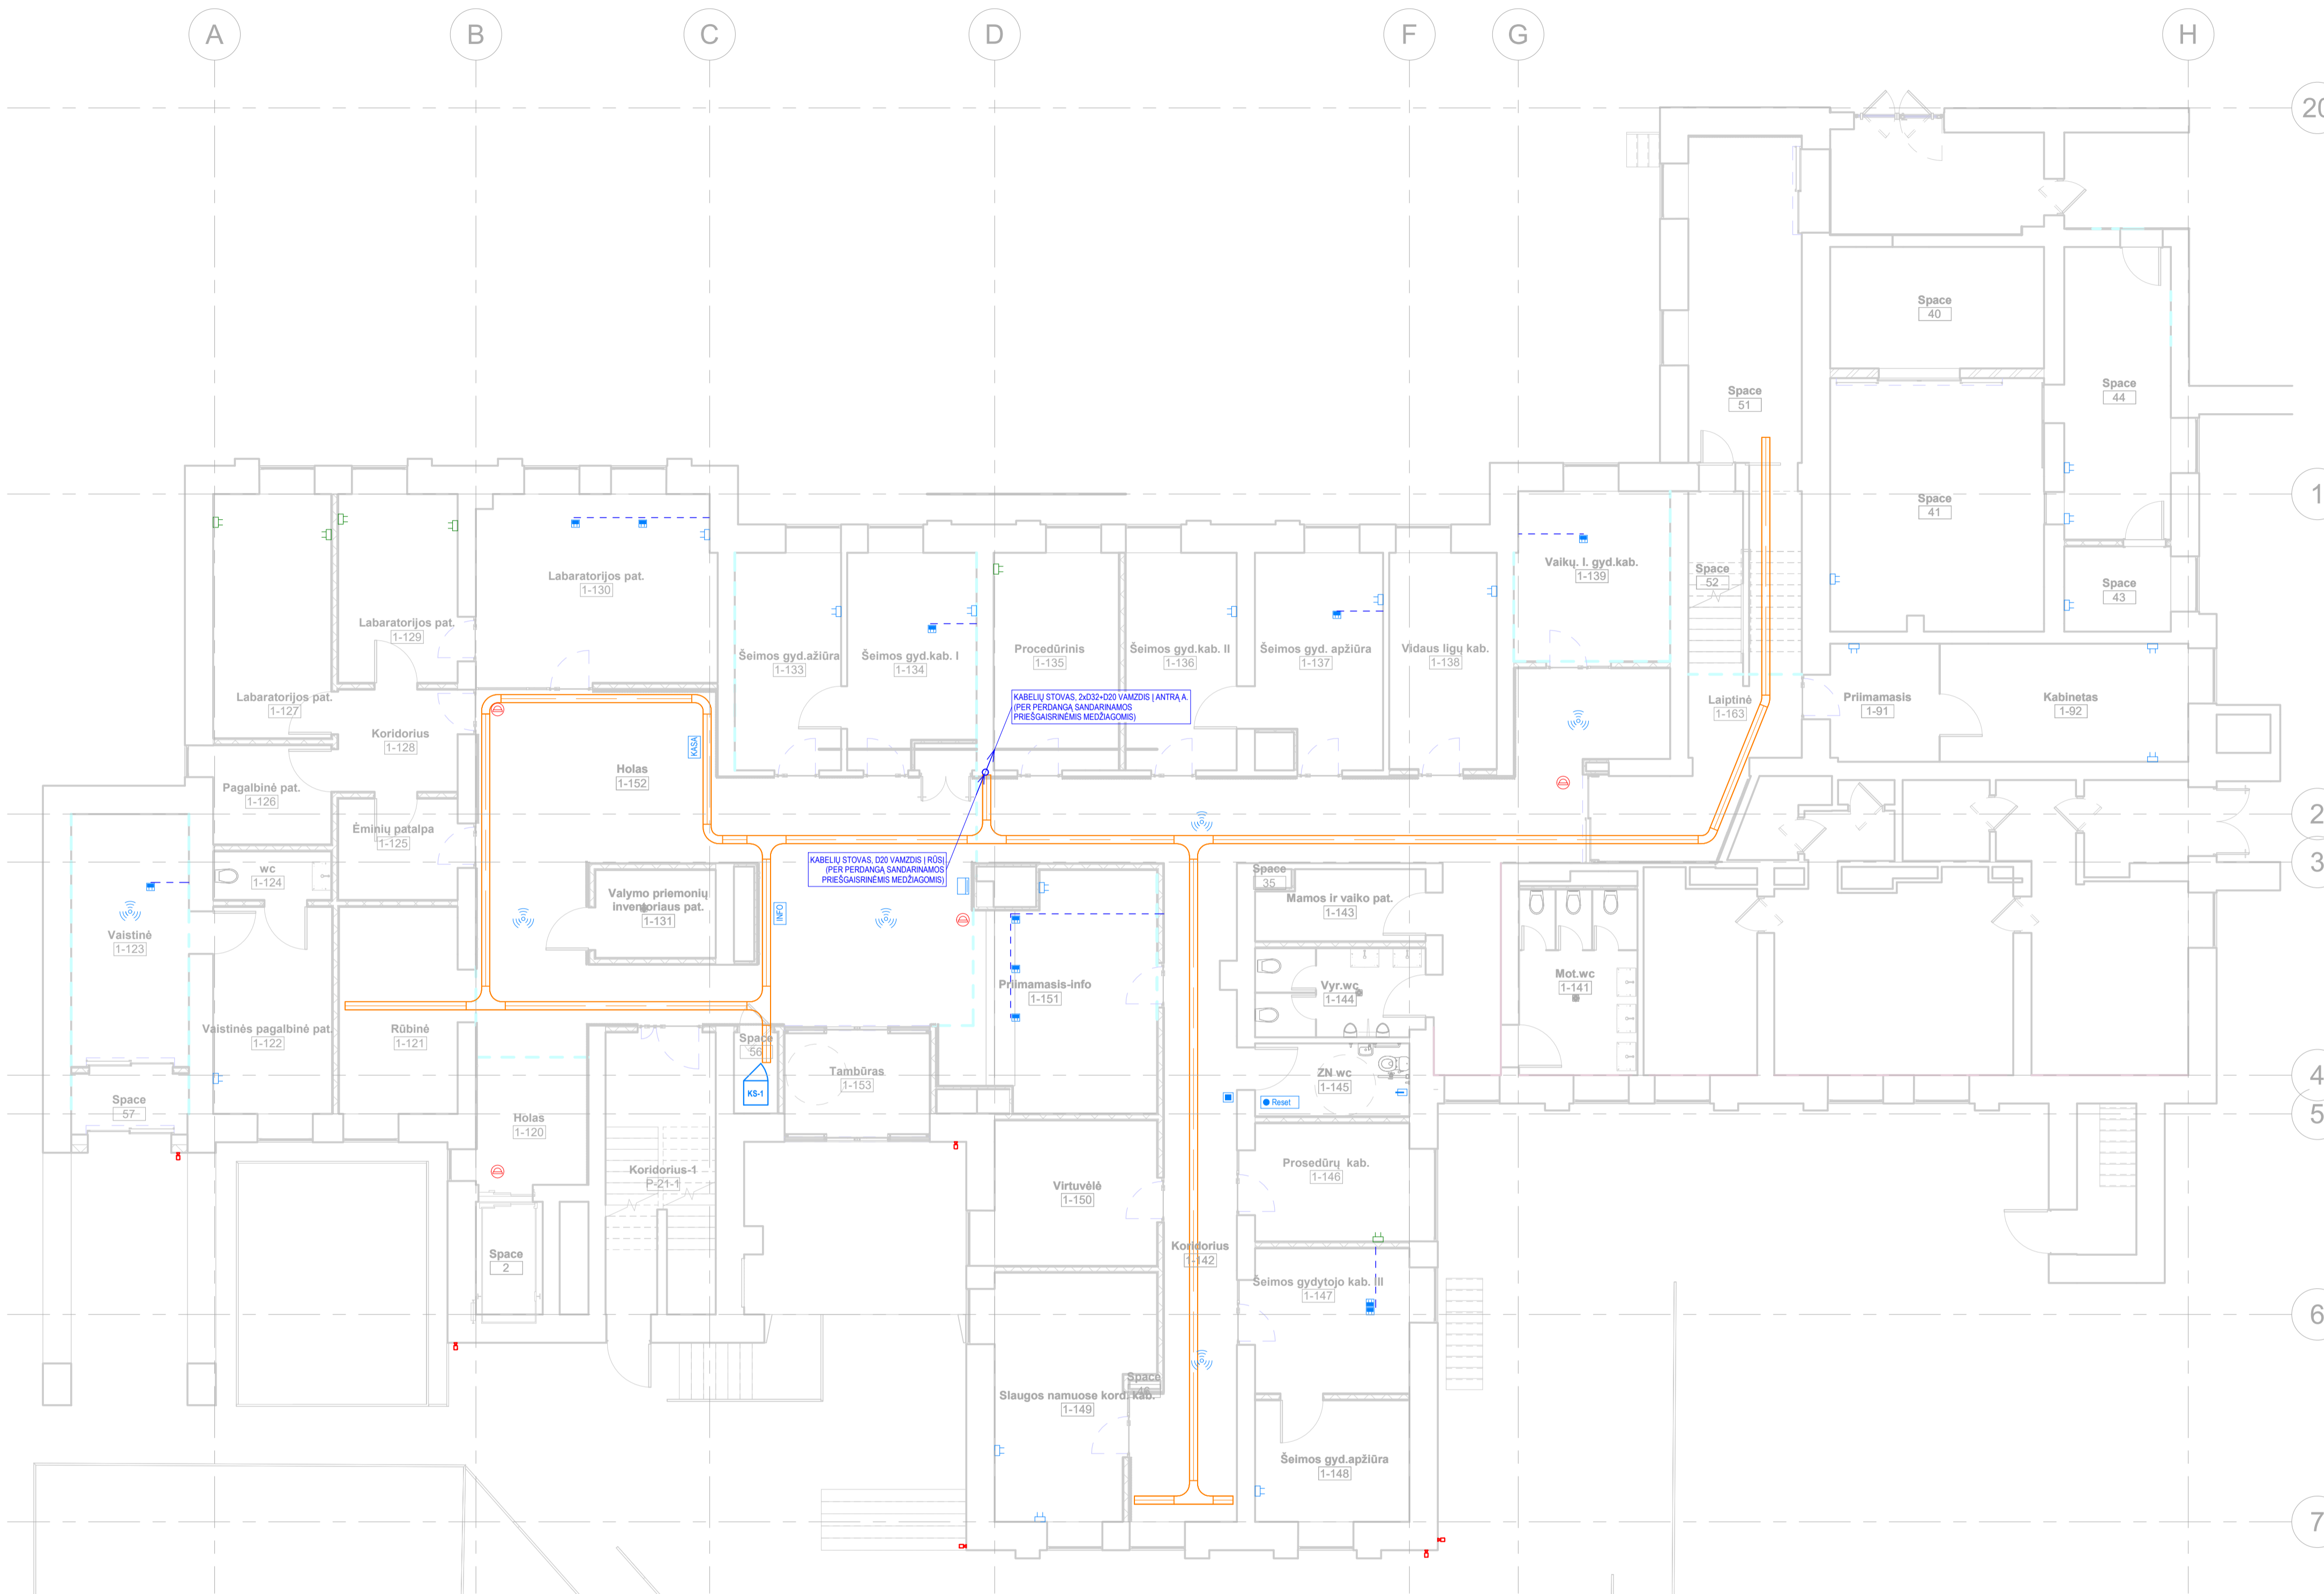 A
B
C
D
F
G
H
20
1
2
3
4
5
6
7
Space
40
Space
51
Space
44
Space
41
Space
43
Space
52
Labaratorijos pat.
1-130
Labaratorijos pat.
1-129
Labaratorijos pat.
1-127
Koridorius
1-128
Pagalbinė pat.
1-126
Ėminių patalpa
1-125
wc
1-124
Vaistinė
1-123
Vaistinės pagalbinė pat.
1-122
Rūbinė
1-121
Space
57
Holas
1-120
Space
2
Koridorius-1
P-21-1
Holas
1-152
KASA
INFO
Valymo priemonių
inventoriaus pat.
1-131
Space
56
KS-1
Tambūras
1-153
Šeimos gyd.ažiūra
1-133
Šeimos gyd.kab. I
1-134
Procedūrinis
1-135
Šeimos gyd.kab. II
1-136
Šeimos gyd. apžiūra
1-137
Vidaus ligų kab.
1-138
Vaikų. I. gyd.kab.
1-139
Laiptinė
1-163
Priimamasis
1-91
Kabinetas
1-92
KABELIŲ STOVAS, 2xD32+D20 VAMZDIS Į ANTRĄ A.
(PER PERDANGĄ SANDARINAMOS
PRIEŠGAISRINĖMIS MEDŽIAGOMIS)
KABELIŲ STOVAS, D20 VAMZDIS Į RŪSĮ
(PER PERDANGĄ SANDARINAMOS
PRIEŠGAISRINĖMIS MEDŽIAGOMIS)
Priimamasis-info
1-151
Space
35
Mamos ir vaiko pat.
1-143
Vyr.wc
1-144
ŽN wc
1-145
Reset
Mot.wc
1-141
Prosedūrų kab.
1-146
Virtuvėlė
1-150
Koridorius
1-142
Šeimos gydytojo kab. III
1-147
Slaugos namuose kord. kab.
1-149
Space
46
Šeimos gyd.apžiūra
1-148